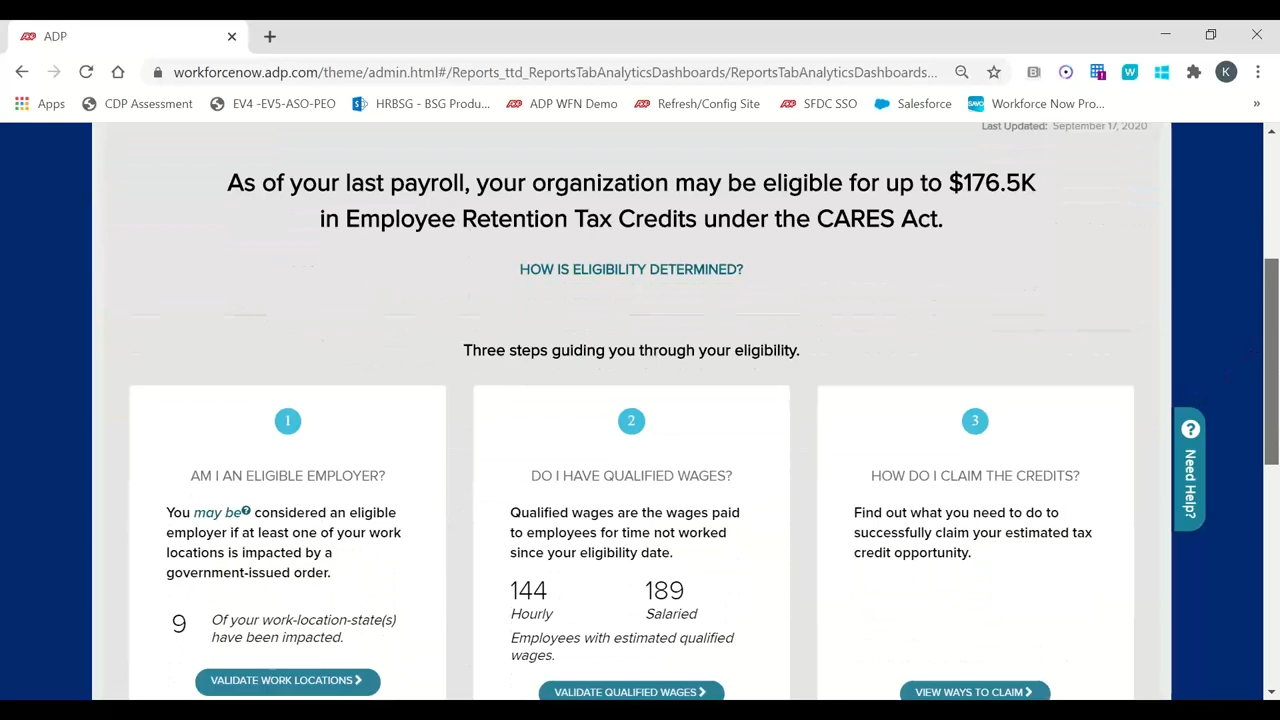 ADP
workforcenow.adp.com/theme/admin.html#/Reports_ttd_ReportsTabAnalyticsDashboards/ReportsTabAnalyticsDashboards...
K
Apps
CDP Assessment
EV4 -EV5-ASO-PEO
HRBSG - BSG Produ...
ADP WFN Demo
Refresh/Config Site
SFDC SSO
Salesforce
Workforce Now Pro...
»
Last Updated: September 17, 2020
As of your last payroll, your organization may be eligible for up to $176.5K
in Employee Retention Tax Credits under the CARES Act.
HOW IS ELIGIBILITY DETERMINED?
Three steps guiding you through your eligibility.
1
AM I AN ELIGIBLE EMPLOYER?
You may be? considered an eligible
employer if at least one of your work
locations is impacted by a
government-issued order.
9 Of your work-location-state(s)
have been impacted.
VALIDATE WORK LOCATIONS
2
DO I HAVE QUALIFIED WAGES?
Qualified wages are the wages paid
to employees for time not worked
since your eligibility date.
144 189
Hourly Salaried
Employees with estimated qualified
wages.
VALIDATE QUALIFIED WAGES
3
HOW DO I CLAIM THE CREDITS?
Find out what you need to do to
successfully claim your estimated tax
credit opportunity.
VIEW WAYS TO CLAIM
? Need Help?